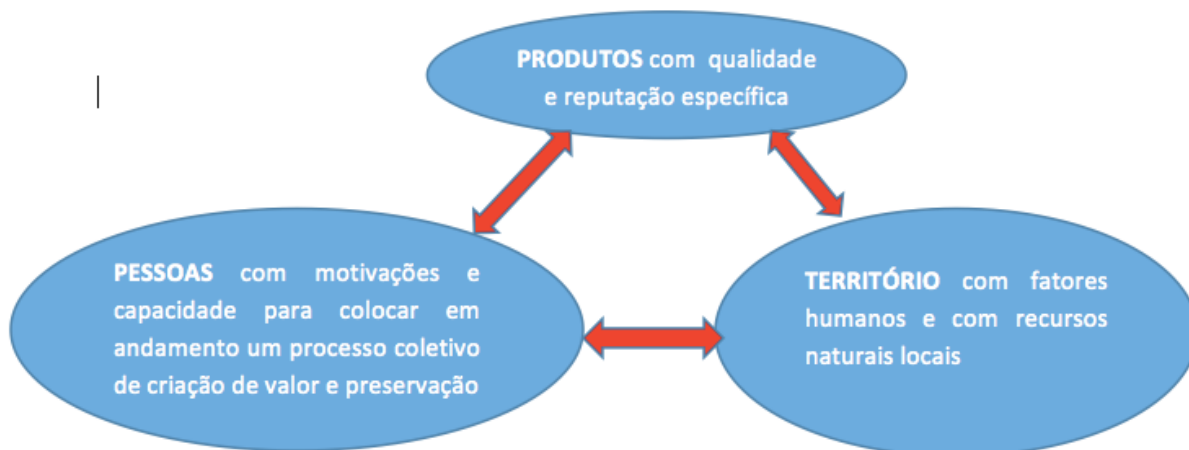 PRODUTOS com qualidade
e reputação específica
PESSOAS com motivações e
capacidade para colocar em
andamento um processo coletivo
de criação de valor e preservação
TERRITÓRIO com fatores
humanos e com recursos
naturais locais